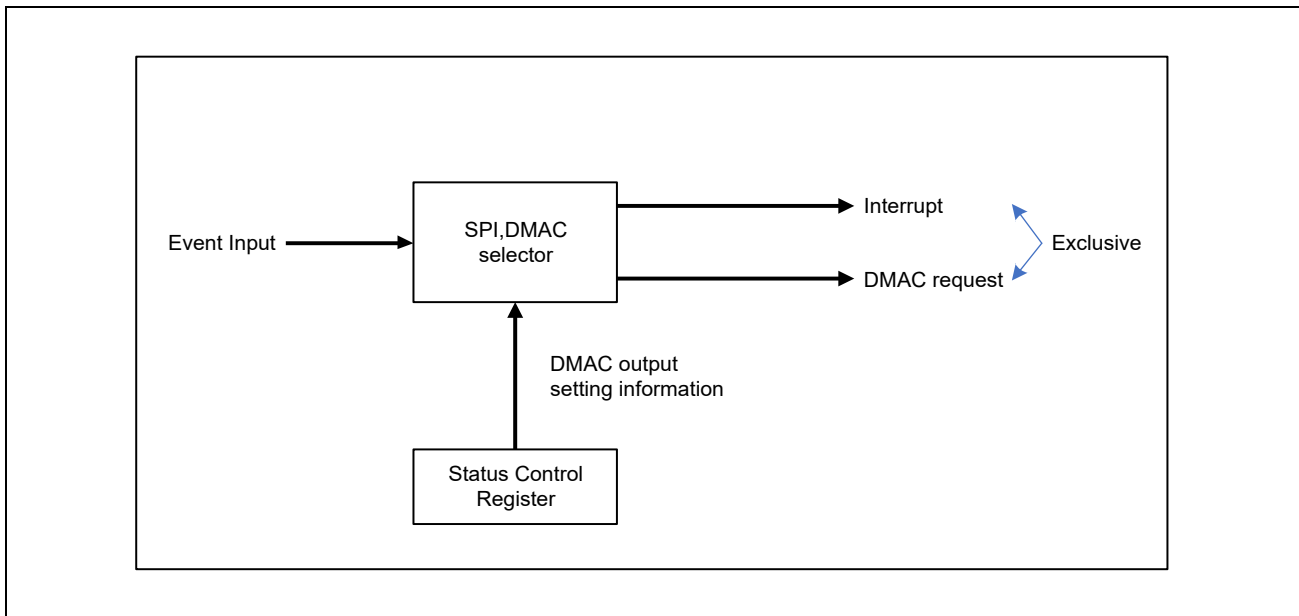 Event Input
SPI,DMAC
selector
Interrupt
DMAC request
Exclusive
DMAC output
setting information
Status Control
Register